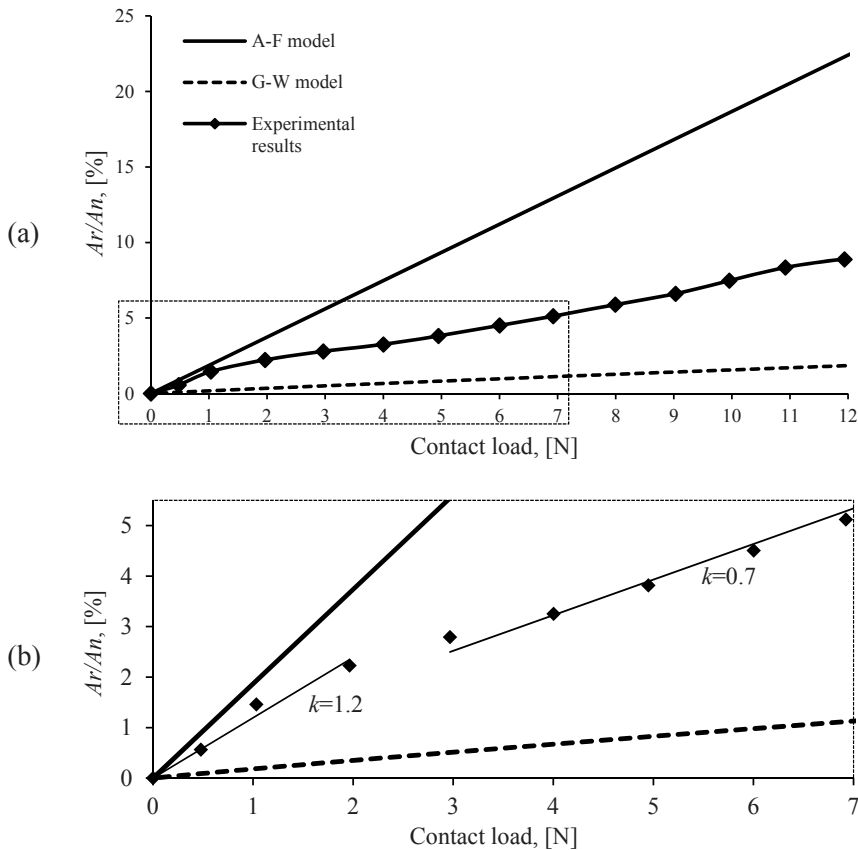 25
20
15
10
5
0
Ar/An, [%]
A-F model
G-W model
Experimental
results
(a)
0 1 2 3 4 5 6 7 8 9 10 11 12
Contact load, [N]
5
4
3
2
1
0
Ar/An, [%]
k=0.7
k=1.2
(b)
0 1 2 3 4 5 6 7
Contact load, [N]